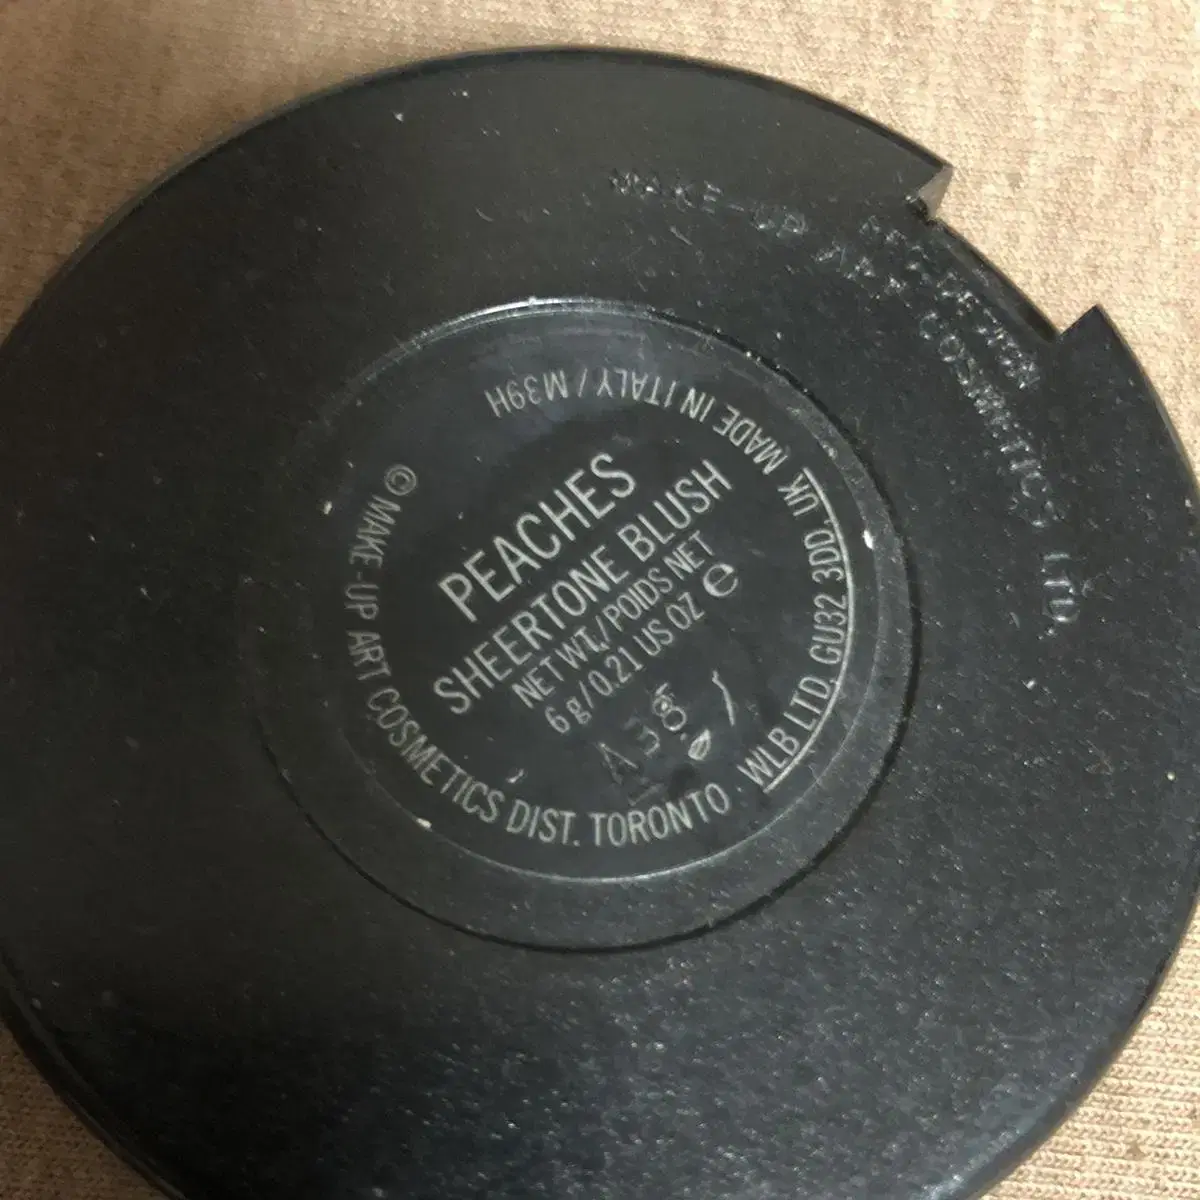 MAKE-UP ART COSMETICS LTD.
© MAKE-UP ART COSMETICS DIST. TORONTO · WLB LTD, GU32 3DD, UK MADE IN ITALY / M39H
PEACHES
SHEERTONE BLUSH
NET WT./POIDS NET
6 g/0.21 US OZ e